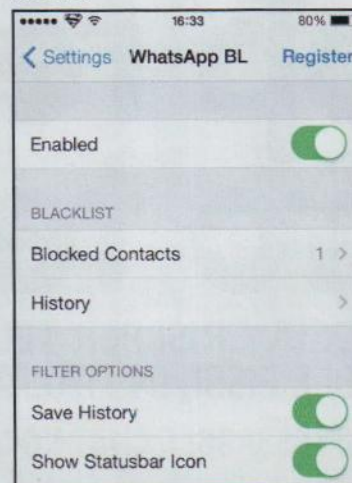 16:33 80%
Settings WhatsApp BL Register
Enabled
BLACKLIST
Blocked Contacts 1
History
FILTER OPTIONS
Save History
Show Statusbar Icon